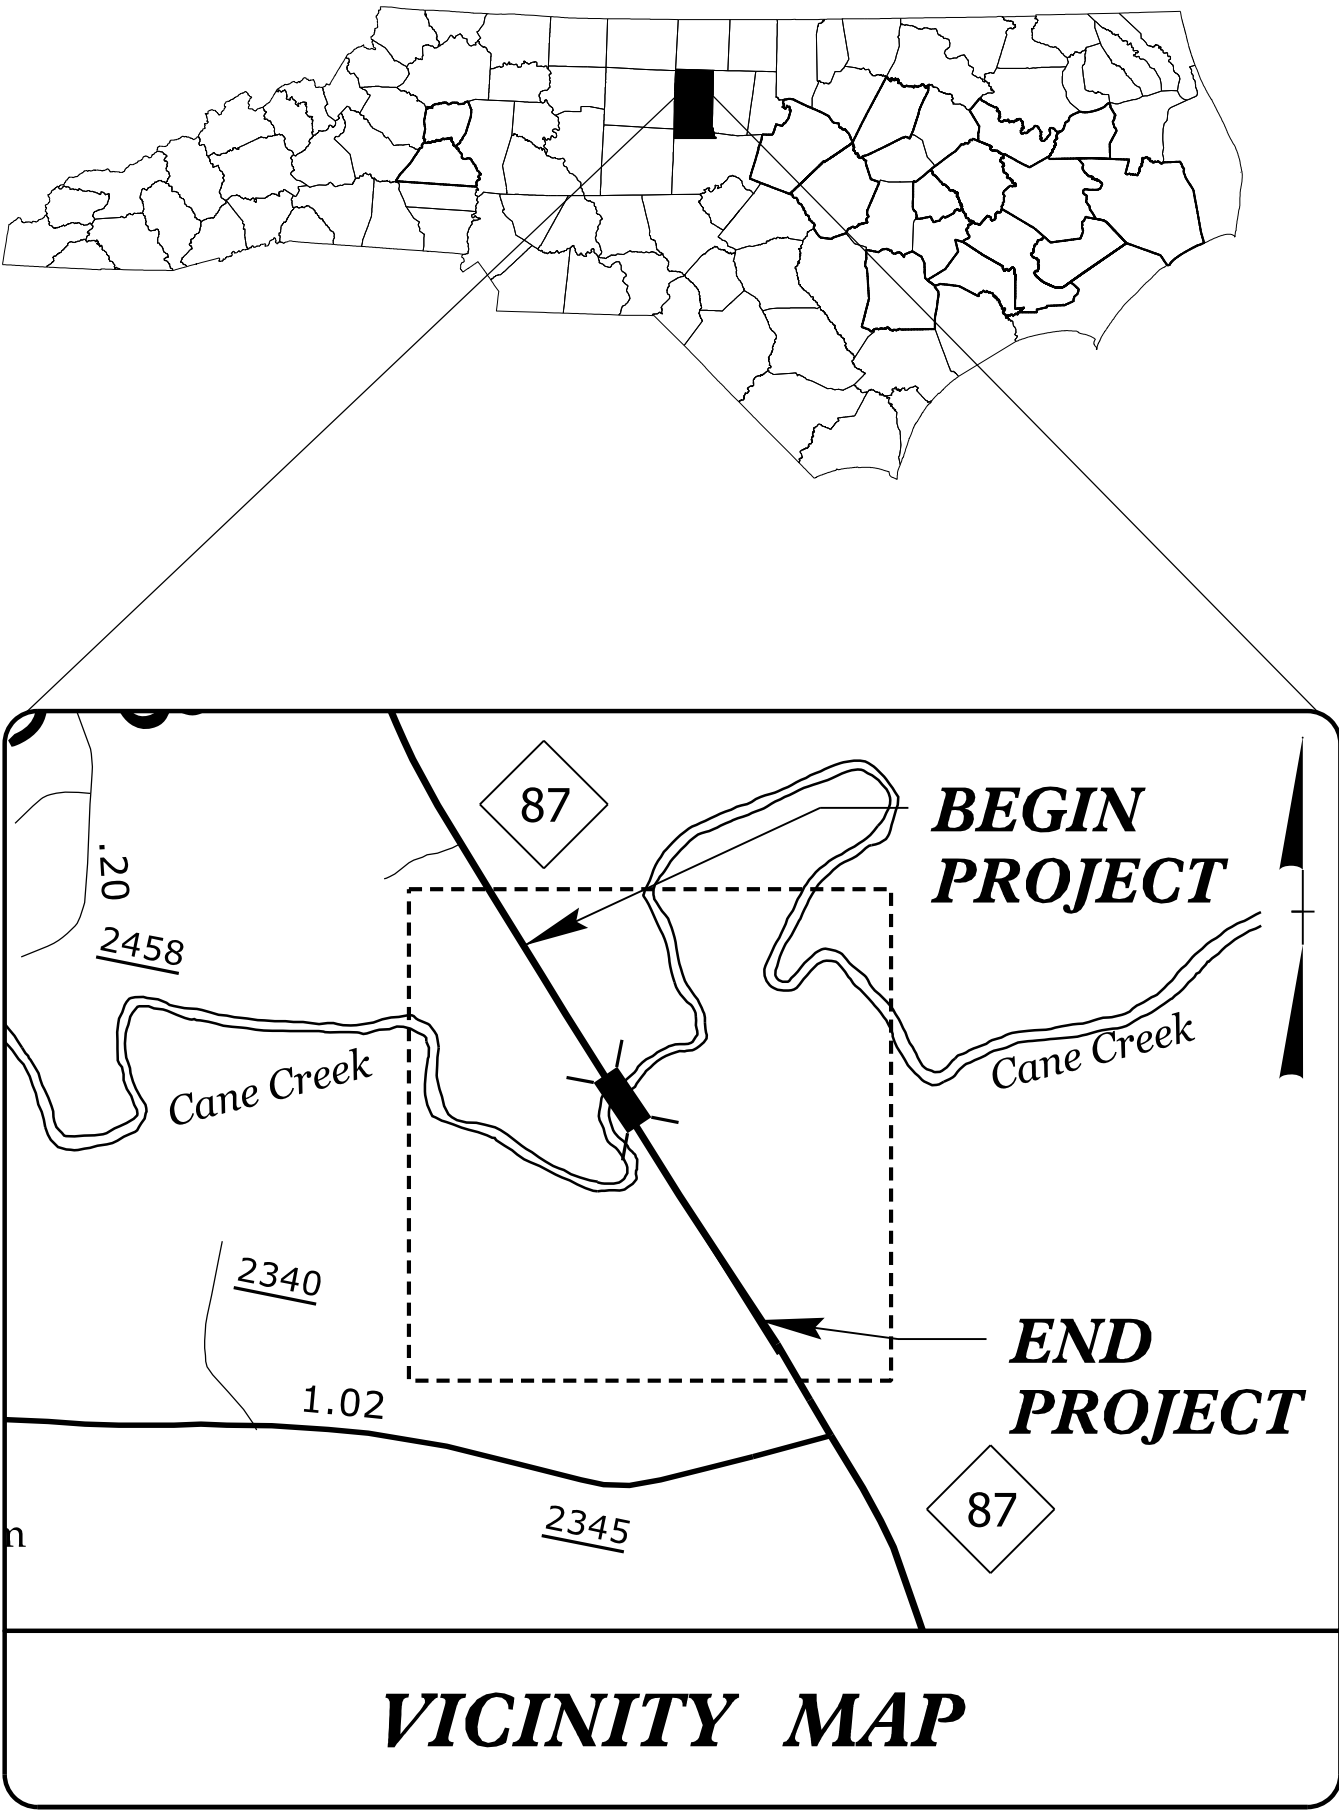 87
BEGIN
PROJECT
.20
2458
Cane Creek
Cane Creek
2340
END
PROJECT
1.02
87
2345
n
VICINITY MAP